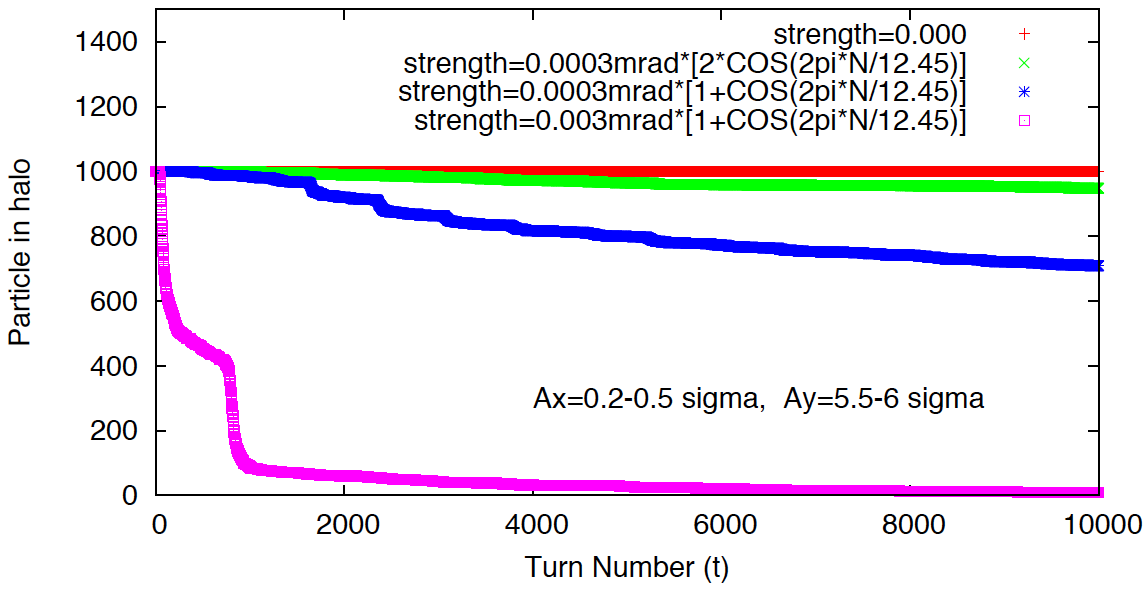 strength=0.000
strength=0.0003mrad*[2*COS(2pi*N/12.45)]
strength=0.0003mrad*[1+COS(2pi*N/12.45)]
strength=0.003mrad*[1+COS(2pi*N/12.45)]
1400
1200
1000
800
600
400
200
0
Particle in halo
Ax=0.2-0.5 sigma, Ay=5.5-6 sigma
0 2000 4000 6000 8000 10000
Turn Number (t)